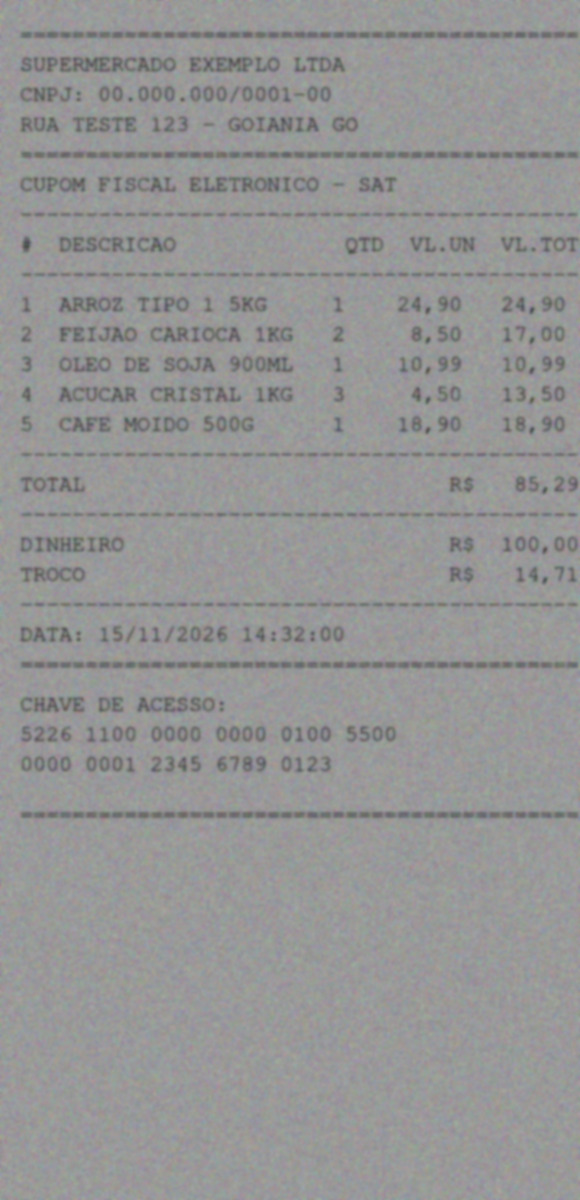 ================================================
SUPERMERCADO EXEMPLO LTDA
CNPJ: 00.000.000/0001-00
RUA TESTE 123 - GOIANIA GO
================================================
CUPOM FISCAL ELETRONICO - SAT
------------------------------------------------
# DESCRICAO QTD VL.UN VL.TOT
------------------------------------------------
1 ARROZ TIPO 1 5KG 1 24,90 24,90
2 FEIJAO CARIOCA 1KG 2 8,50 17,00
3 OLEO DE SOJA 900ML 1 10,99 10,99
4 ACUCAR CRISTAL 1KG 3 4,50 13,50
5 CAFE MOIDO 500G 1 18,90 18,90
------------------------------------------------
TOTAL R$ 85,29
------------------------------------------------
DINHEIRO R$ 100,00
TROCO R$ 14,71
------------------------------------------------
DATA: 15/11/2026 14:32:00
================================================
CHAVE DE ACESSO:
5226 1100 0000 0000 0100 5500
0000 0001 2345 6789 0123
================================================